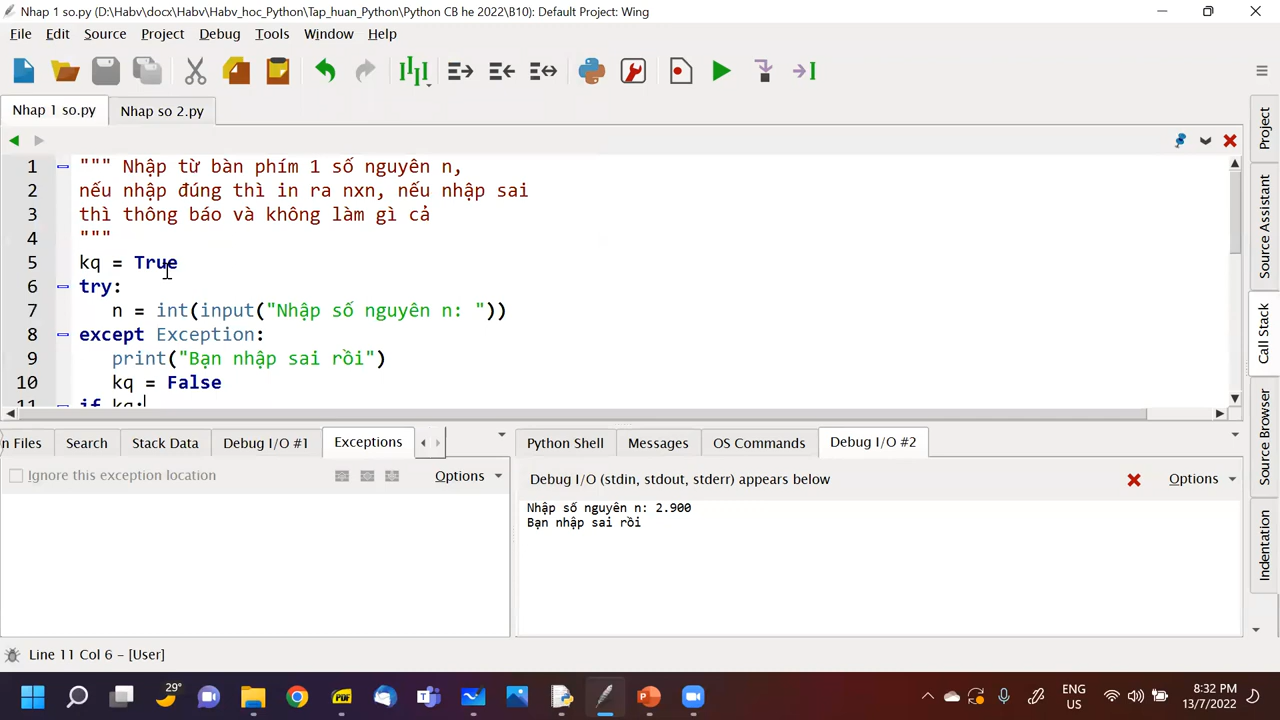 Nhap 1 so.py (D:\Habv\docx\Habv\Habv_hoc_Python\Tap_huan_Python\Python CB he 2022\B10): Default Project: Wing
File Edit Source Project Debug Tools Window Help
Nhap 1 so.py Nhap so 2.py
1 """ Nhập từ bàn phím 1 số nguyên n,
2 nếu nhập đúng thì in ra nxn, nếu nhập sai
3 thì thông báo và không làm gì cả
4 """
5 kq = True
6 try:
7 n = int(input("Nhập số nguyên n: "))
8 except Exception:
9 print("Bạn nhập sai rồi")
10 kq = False
11 if kq:
Project
Source Assistant
Call Stack
Source Browser
Indentation
n Files Search Stack Data Debug I/O #1 Exceptions
Ignore this exception location Options
Python Shell Messages OS Commands Debug I/O #2
Debug I/O (stdin, stdout, stderr) appears below Options
Nhập số nguyên n: 2.900
Bạn nhập sai rồi
Line 11 Col 6 – [User]
29°
ENG
US
8:32 PM
13/7/2022